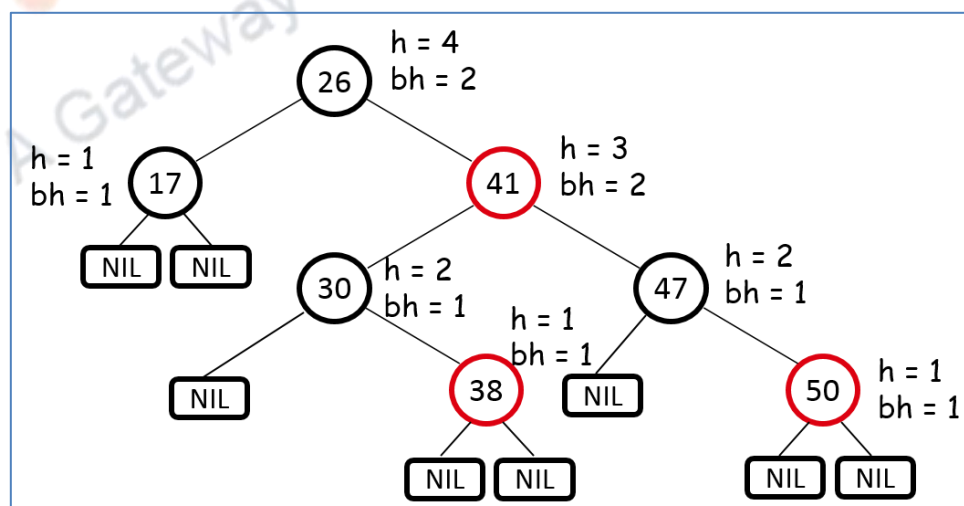 A Gateway
h = 4
bh = 2
26
h = 1
bh = 1
17
h = 3
bh = 2
41
NIL
NIL
h = 2
bh = 1
30
h = 2
bh = 1
47
h = 1
bh = 1
NIL
38
NIL
50
h = 1
bh = 1
NIL
NIL
NIL
NIL